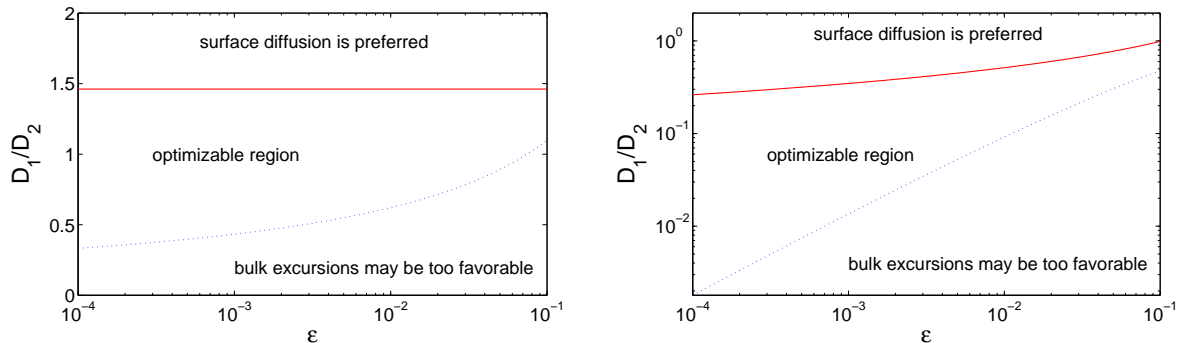 2
1.5
1
0.5
0
D₁/D₂
surface diffusion is preferred
optimizable region
bulk excursions may be too favorable
10⁻⁴
10⁻³
10⁻²
10⁻¹
ε
10⁰
10⁻¹
10⁻²
D₁/D₂
surface diffusion is preferred
optimizable region
bulk excursions may be too favorable
10⁻⁴
10⁻³
10⁻²
10⁻¹
ε